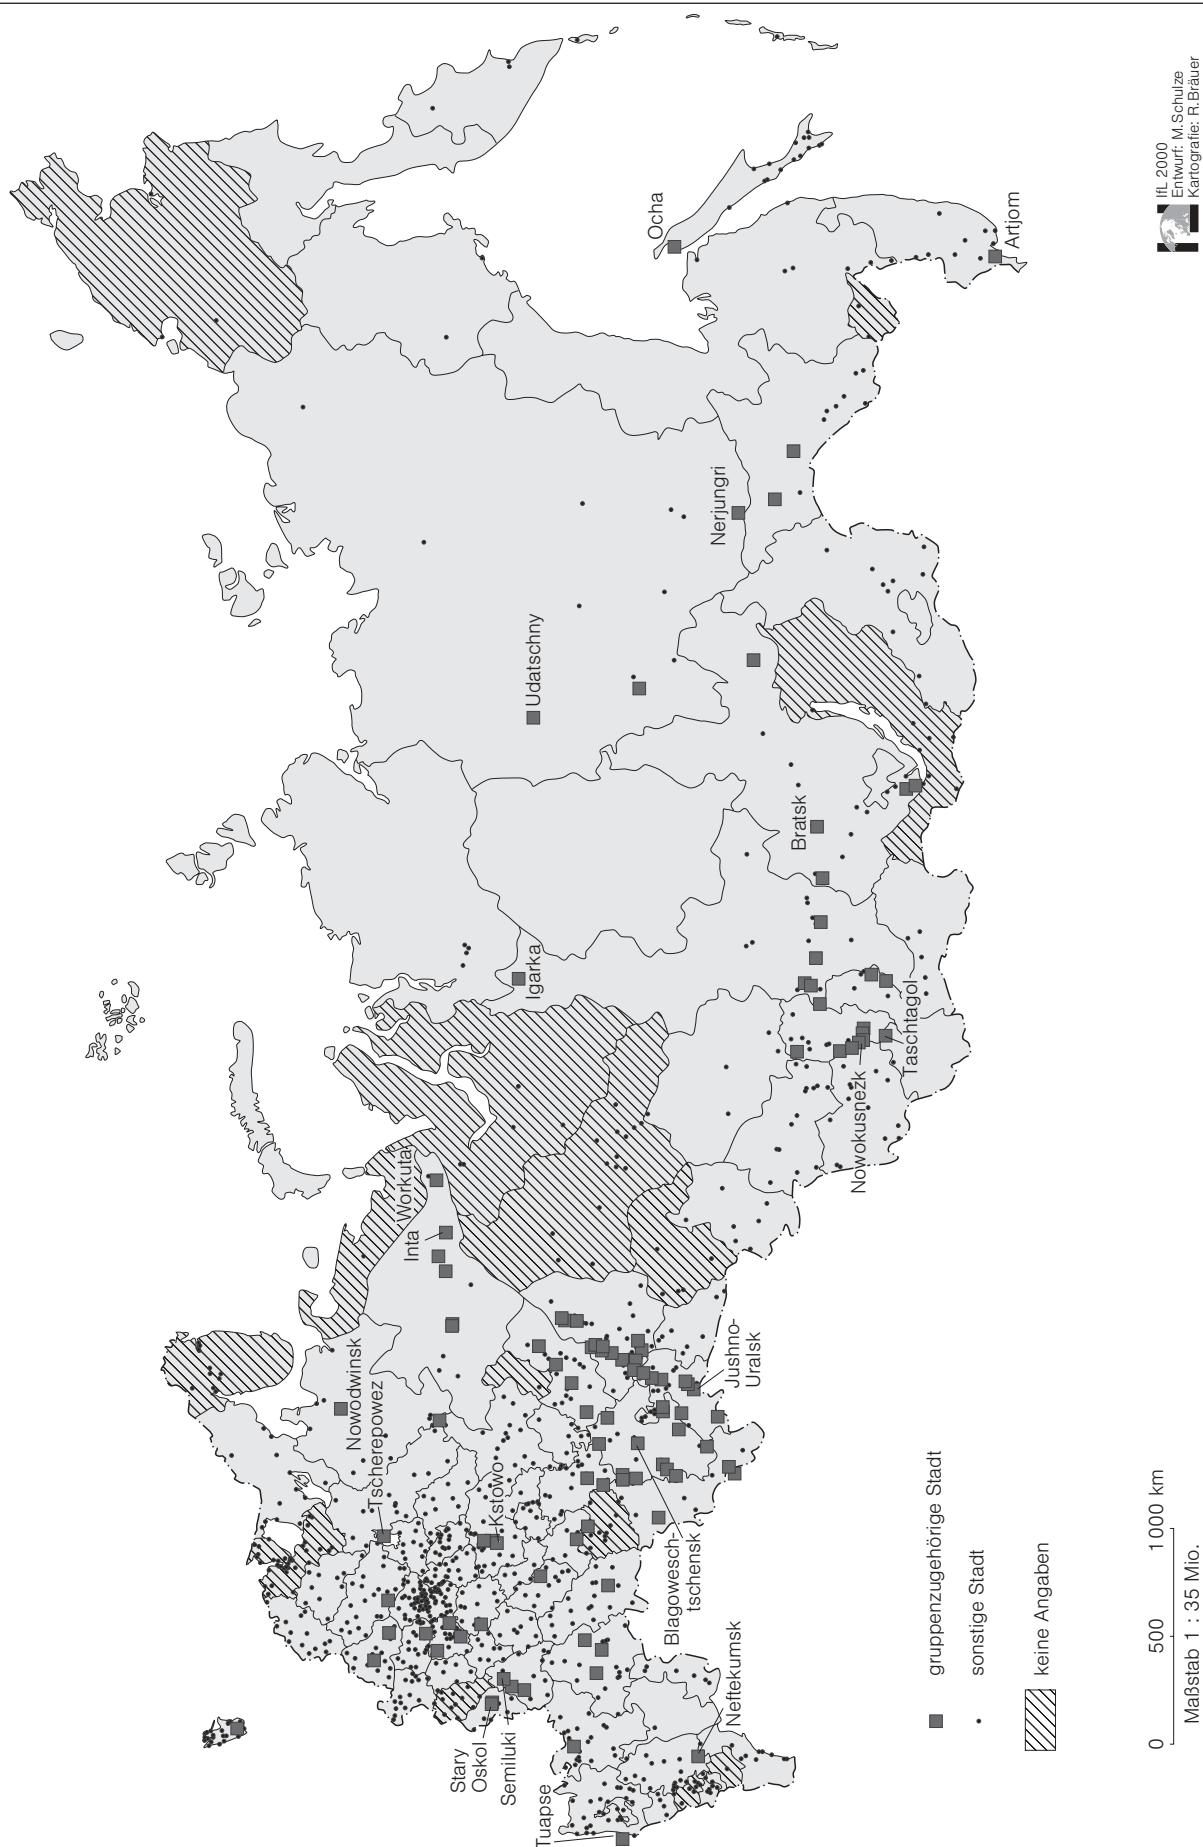 Ocha
Artjom
Nerjungri
Udatschny
Bratsk
Igarka
Taschtagol
Nowokusnezk
Workuta
Inta
Nowodwinsk
Tscherepowez
Kstowo
Jushno-
Uralsk
Blagowesch-
tschensk
Stary
Oskol
Semiluki
Neftekumsk
Tuapse
gruppenzugehörige Stadt
sonstige Stadt
keine Angaben
0 500 1 000 km
Maßstab 1 : 35 Mio.
IfL 2000
Entwurf: M.Schulze
Kartografie: R.Bräuer